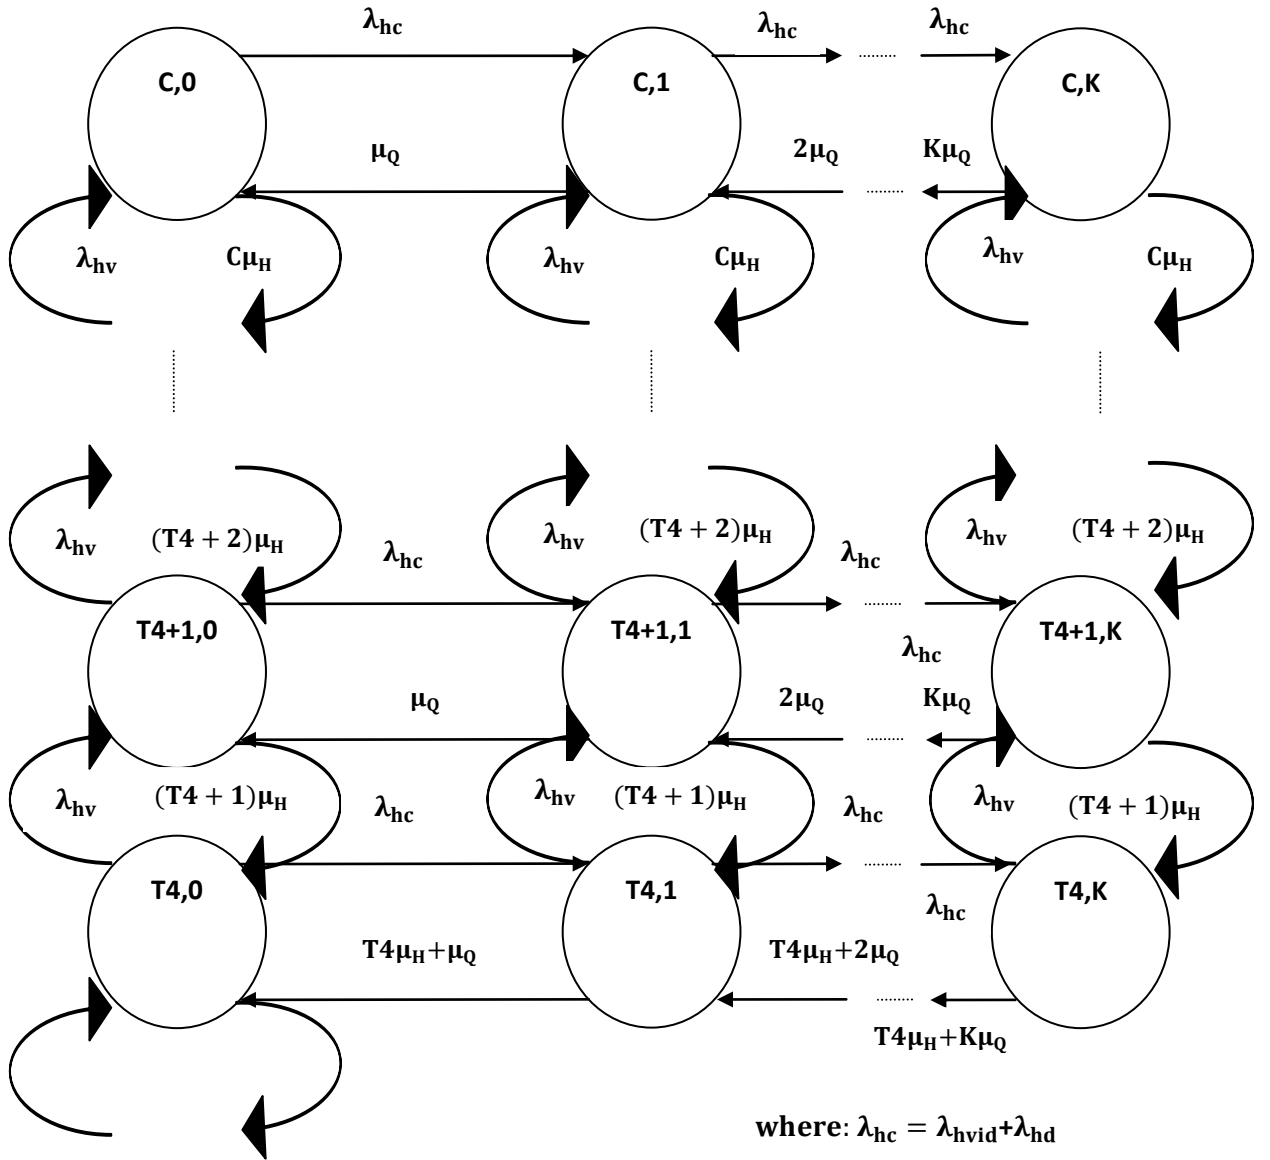 λhc
λhc
λhc
C,0
C,1
C,K
μQ
2μQ
KμQ
λhv
CμH
λhv
CμH
λhv
CμH
λhv
(T4 + 2)μH
λhv
(T4 + 2)μH
λhv
(T4 + 2)μH
λhc
λhc
T4+1,0
T4+1,1
T4+1,K
λhc
μQ
2μQ
KμQ
λhv
(T4 + 1)μH
λhv
(T4 + 1)μH
λhv
(T4 + 1)μH
λhc
λhc
T4,0
T4,1
T4,K
λhc
T4μH+μQ
T4μH+2μQ
T4μH+KμQ
where: λhc = λhvid+λhd